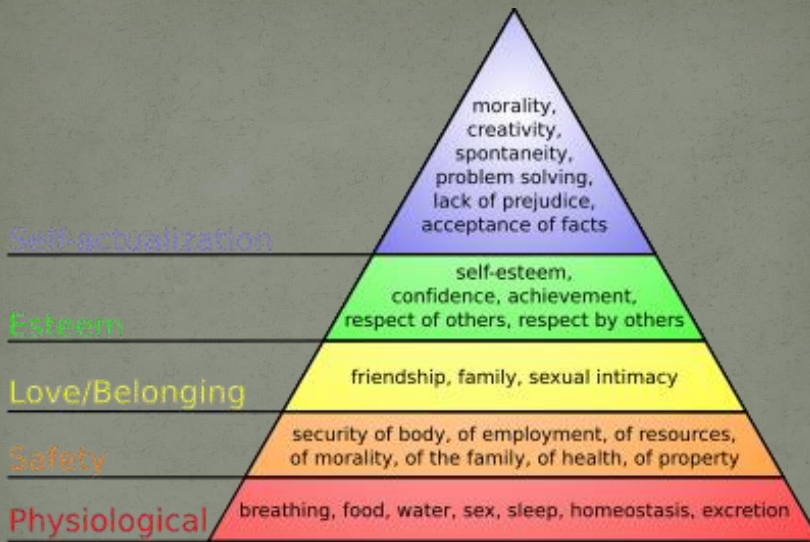 morality,
creativity,
spontaneity,
problem solving,
lack of prejudice,
acceptance of facts
Self-actualization
self-esteem,
confidence, achievement,
respect of others, respect by others
Esteem
friendship, family, sexual intimacy
Love/Belonging
security of body, of employment, of resources,
of morality, of the family, of health, of property
Safety
breathing, food, water, sex, sleep, homeostasis, excretion
Physiological